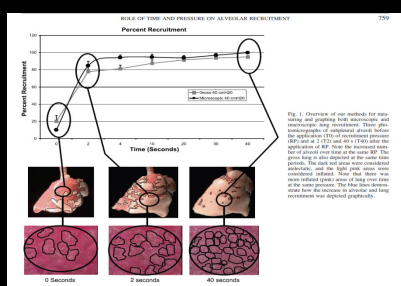 ROLE OF TIME AND PRESSURE ON ALVEOLAR RECRUITMENT
759
Percent Recruitment
120
100
80
60
40
20
0
Percent Recruitment
Gross 40 cmH20
Microscopic 40 cmH20
0
2
4
10
20
30
40
Time (Seconds)
Fig. 1. Overview of our methods for mea-
suring and graphing both microscopic and
macroscopic lung recruitment. Three pho-
tomicrographs of subpleural alveoli before
the application (T0) of recruitment pressure
(RP) and at 2 (T2) and 40 s (T40) after the
application of RP. Note the increased num-
ber of alveoli over time at the same RP. The
gross lung is also depicted at the same time
periods. The dark red areas were considered
atelectatic, and the light pink areas were
considered inflated. Note that there was
more inflated (pink) areas of lung over time
at the same pressure. The blue lines demon-
strate how the increase in alveolar and lung
recruitment was depicted graphically.
0 Seconds
2 seconds
40 seconds